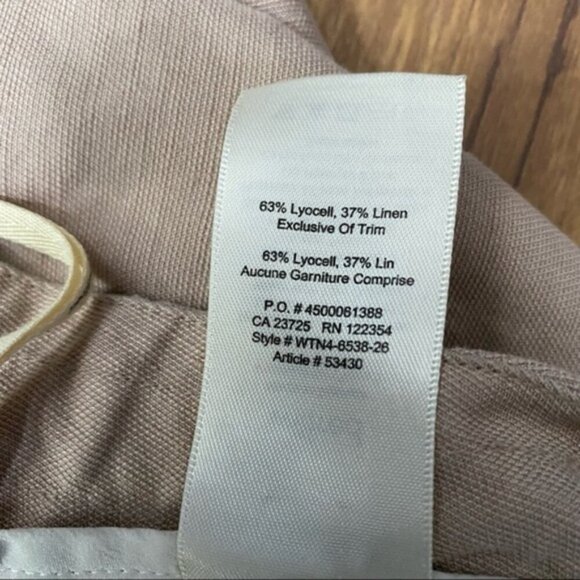 63% Lyocell, 37% Linen
Exclusive Of Trim
63% Lyocell, 37% Lin
Aucune Garniture Comprise
P.O. # 4500061388
CA 23725 RN 122354
Style # WTN4-6538-26
Article # 53430